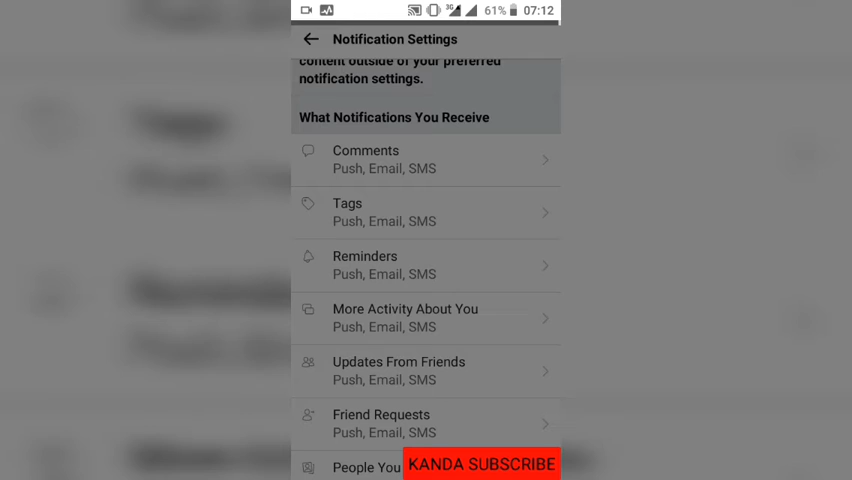 3G 61% 07:12
Notification Settings
content outside of your preferred
notification settings.
What Notifications You Receive
Comments
Push, Email, SMS
Tags
Push, Email, SMS
Reminders
Push, Email, SMS
More Activity About You
Push, Email, SMS
Updates From Friends
Push, Email, SMS
Friend Requests
Push, Email, SMS
People You
KANDA SUBSCRIBE